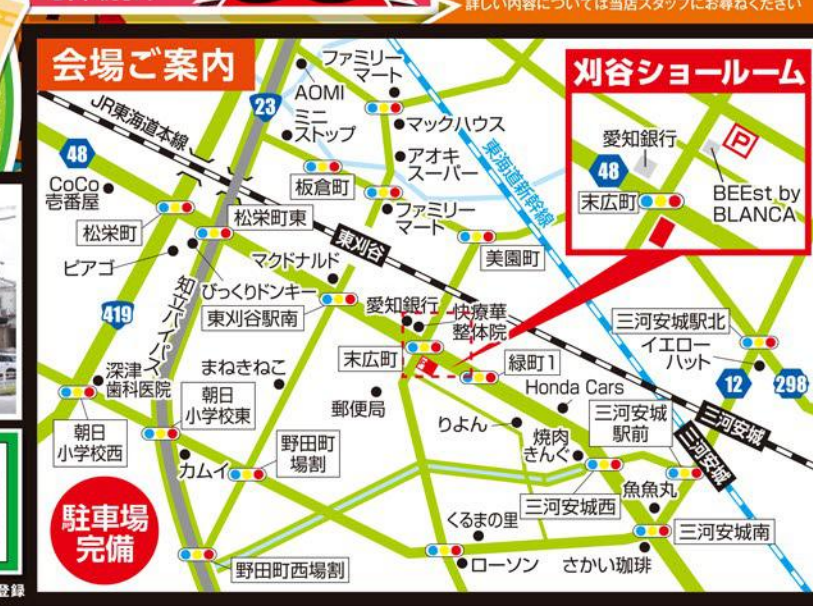 詳しい内容については当店スタッフにお尋ねください
会場ご案内
刈谷ショールーム
愛知銀行
48
末広町
P
BEEst by
BLANCA
ファミリー
マート
AOMI
23
ミニ
ストップ
マックハウス
アオキ
スーパー
JR東海道本線
東海道新幹線
48
CoCo
壱番屋
板倉町
ファミリー
マート
松栄町
松栄町東
東刈谷
美園町
ピアゴ
びっくりドンキー
マクドナルド
東刈谷駅南
愛知銀行
快療華
整体院
419
知立バイパス
三河安城駅北
イエロー
ハット
末広町
緑町1
深津
歯科医院
まねきねこ
朝日
小学校東
郵便局
Honda Cars
12
298
三河安城
駅前
三河安城
三河安城
朝日
小学校西
りよん
焼肉
きんぐ
野田町
場割
カムイ
三河安城西
魚魚丸
駐車場
完備
くるまの里
三河安城南
野田町西場割
ローソン
さかい珈琲
登録